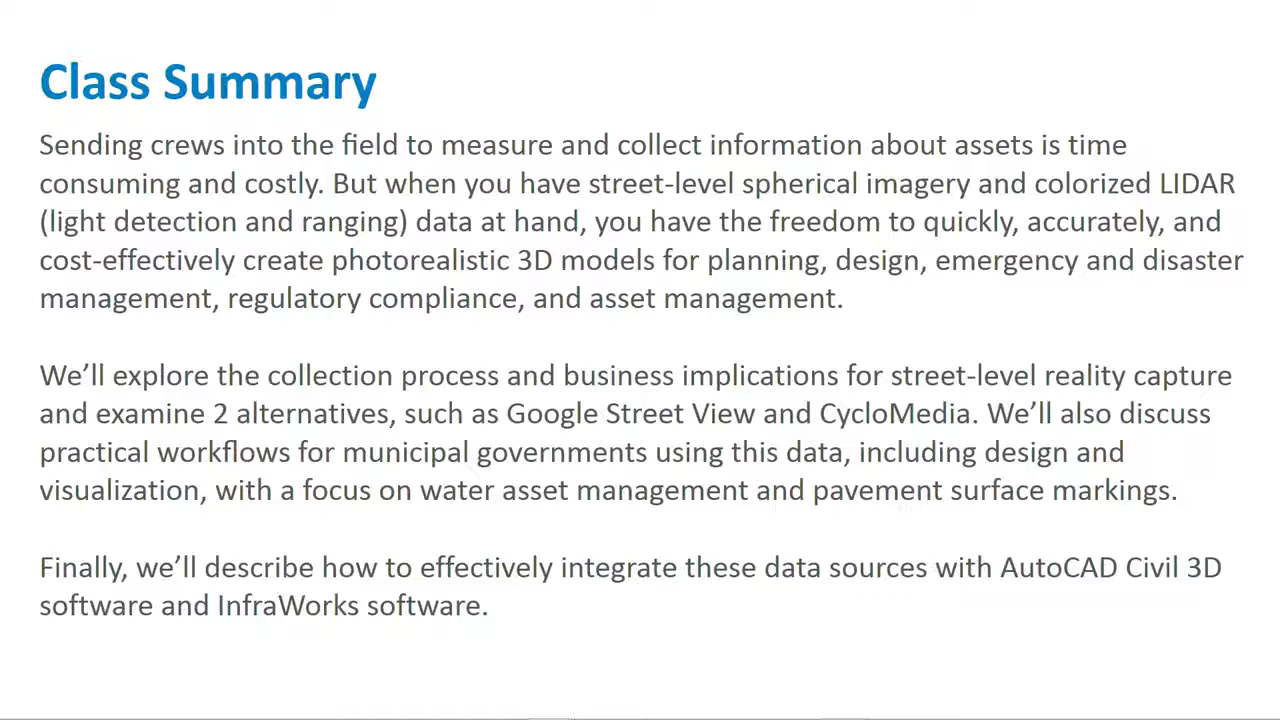 Class Summary
Sending crews into the field to measure and collect information about assets is time
consuming and costly. But when you have street-level spherical imagery and colorized LIDAR
(light detection and ranging) data at hand, you have the freedom to quickly, accurately, and
cost-effectively create photorealistic 3D models for planning, design, emergency and disaster
management, regulatory compliance, and asset management.
We’ll explore the collection process and business implications for street-level reality capture
and examine 2 alternatives, such as Google Street View and CycloMedia. We’ll also discuss
practical workflows for municipal governments using this data, including design and
visualization, with a focus on water asset management and pavement surface markings.
Finally, we’ll describe how to effectively integrate these data sources with AutoCAD Civil 3D
software and InfraWorks software.